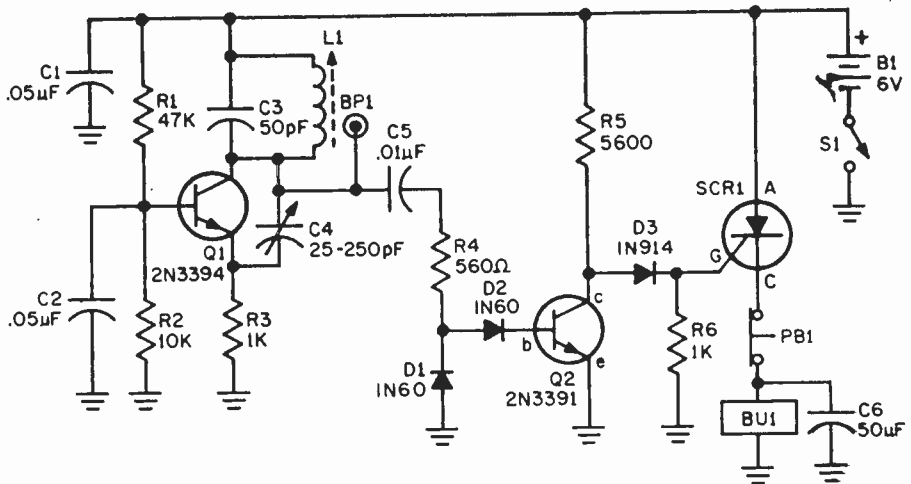 L1
+
B1
6V
C1
.05µF
R1
47K
C3
50pF
BP1
C5
.01µF
R5
5600
S1
SCR1
A
Q1
2N3394
C4
25-250pF
R4
560Ω
D3
1N914
G
C
C2
.05µF
R2
10K
R3
1K
D2
1N60
c
b
e
R6
1K
PB1
D1
1N60
Q2
2N3391
BU1
C6
50µF